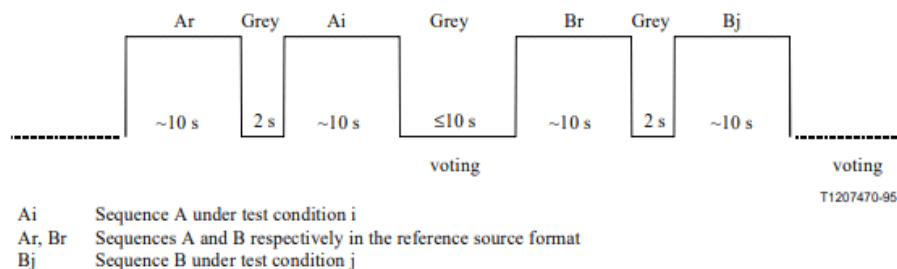 Ar Grey Ai Grey Br Grey Bj
~10 s 2 s ~10 s ≤10 s ~10 s 2 s ~10 s
voting voting
T1207470-95
Ai Sequence A under test condition i
Ar, Br Sequences A and B respectively in the reference source format
Bj Sequence B under test condition j